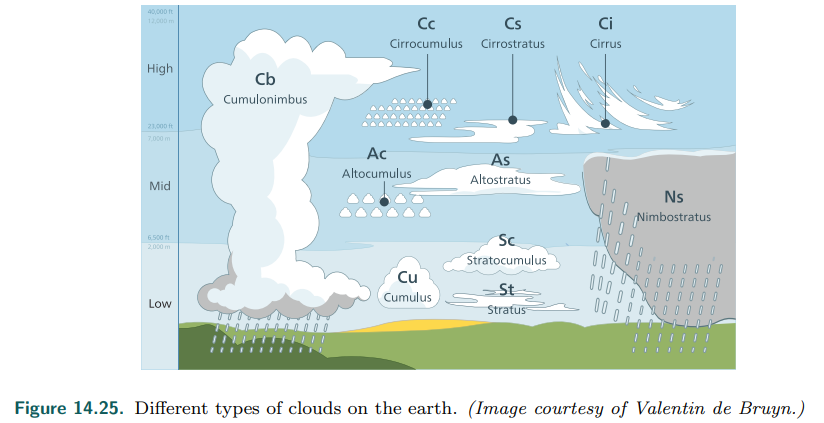 40,000 ft
12,000 m
High
23,000 ft
7,000 m
Mid
6,500 ft
2,000 m
Low
Cb
Cumulonimbus
Cc
Cirrocumulus
Cs
Cirrostratus
Ci
Cirrus
Ac
Altocumulus
As
Altostratus
Ns
Nimbostratus
Sc
Stratocumulus
Cu
Cumulus
St
Stratus
Figure 14.25. Different types of clouds on the earth. (Image courtesy of Valentin de Bruyn.)